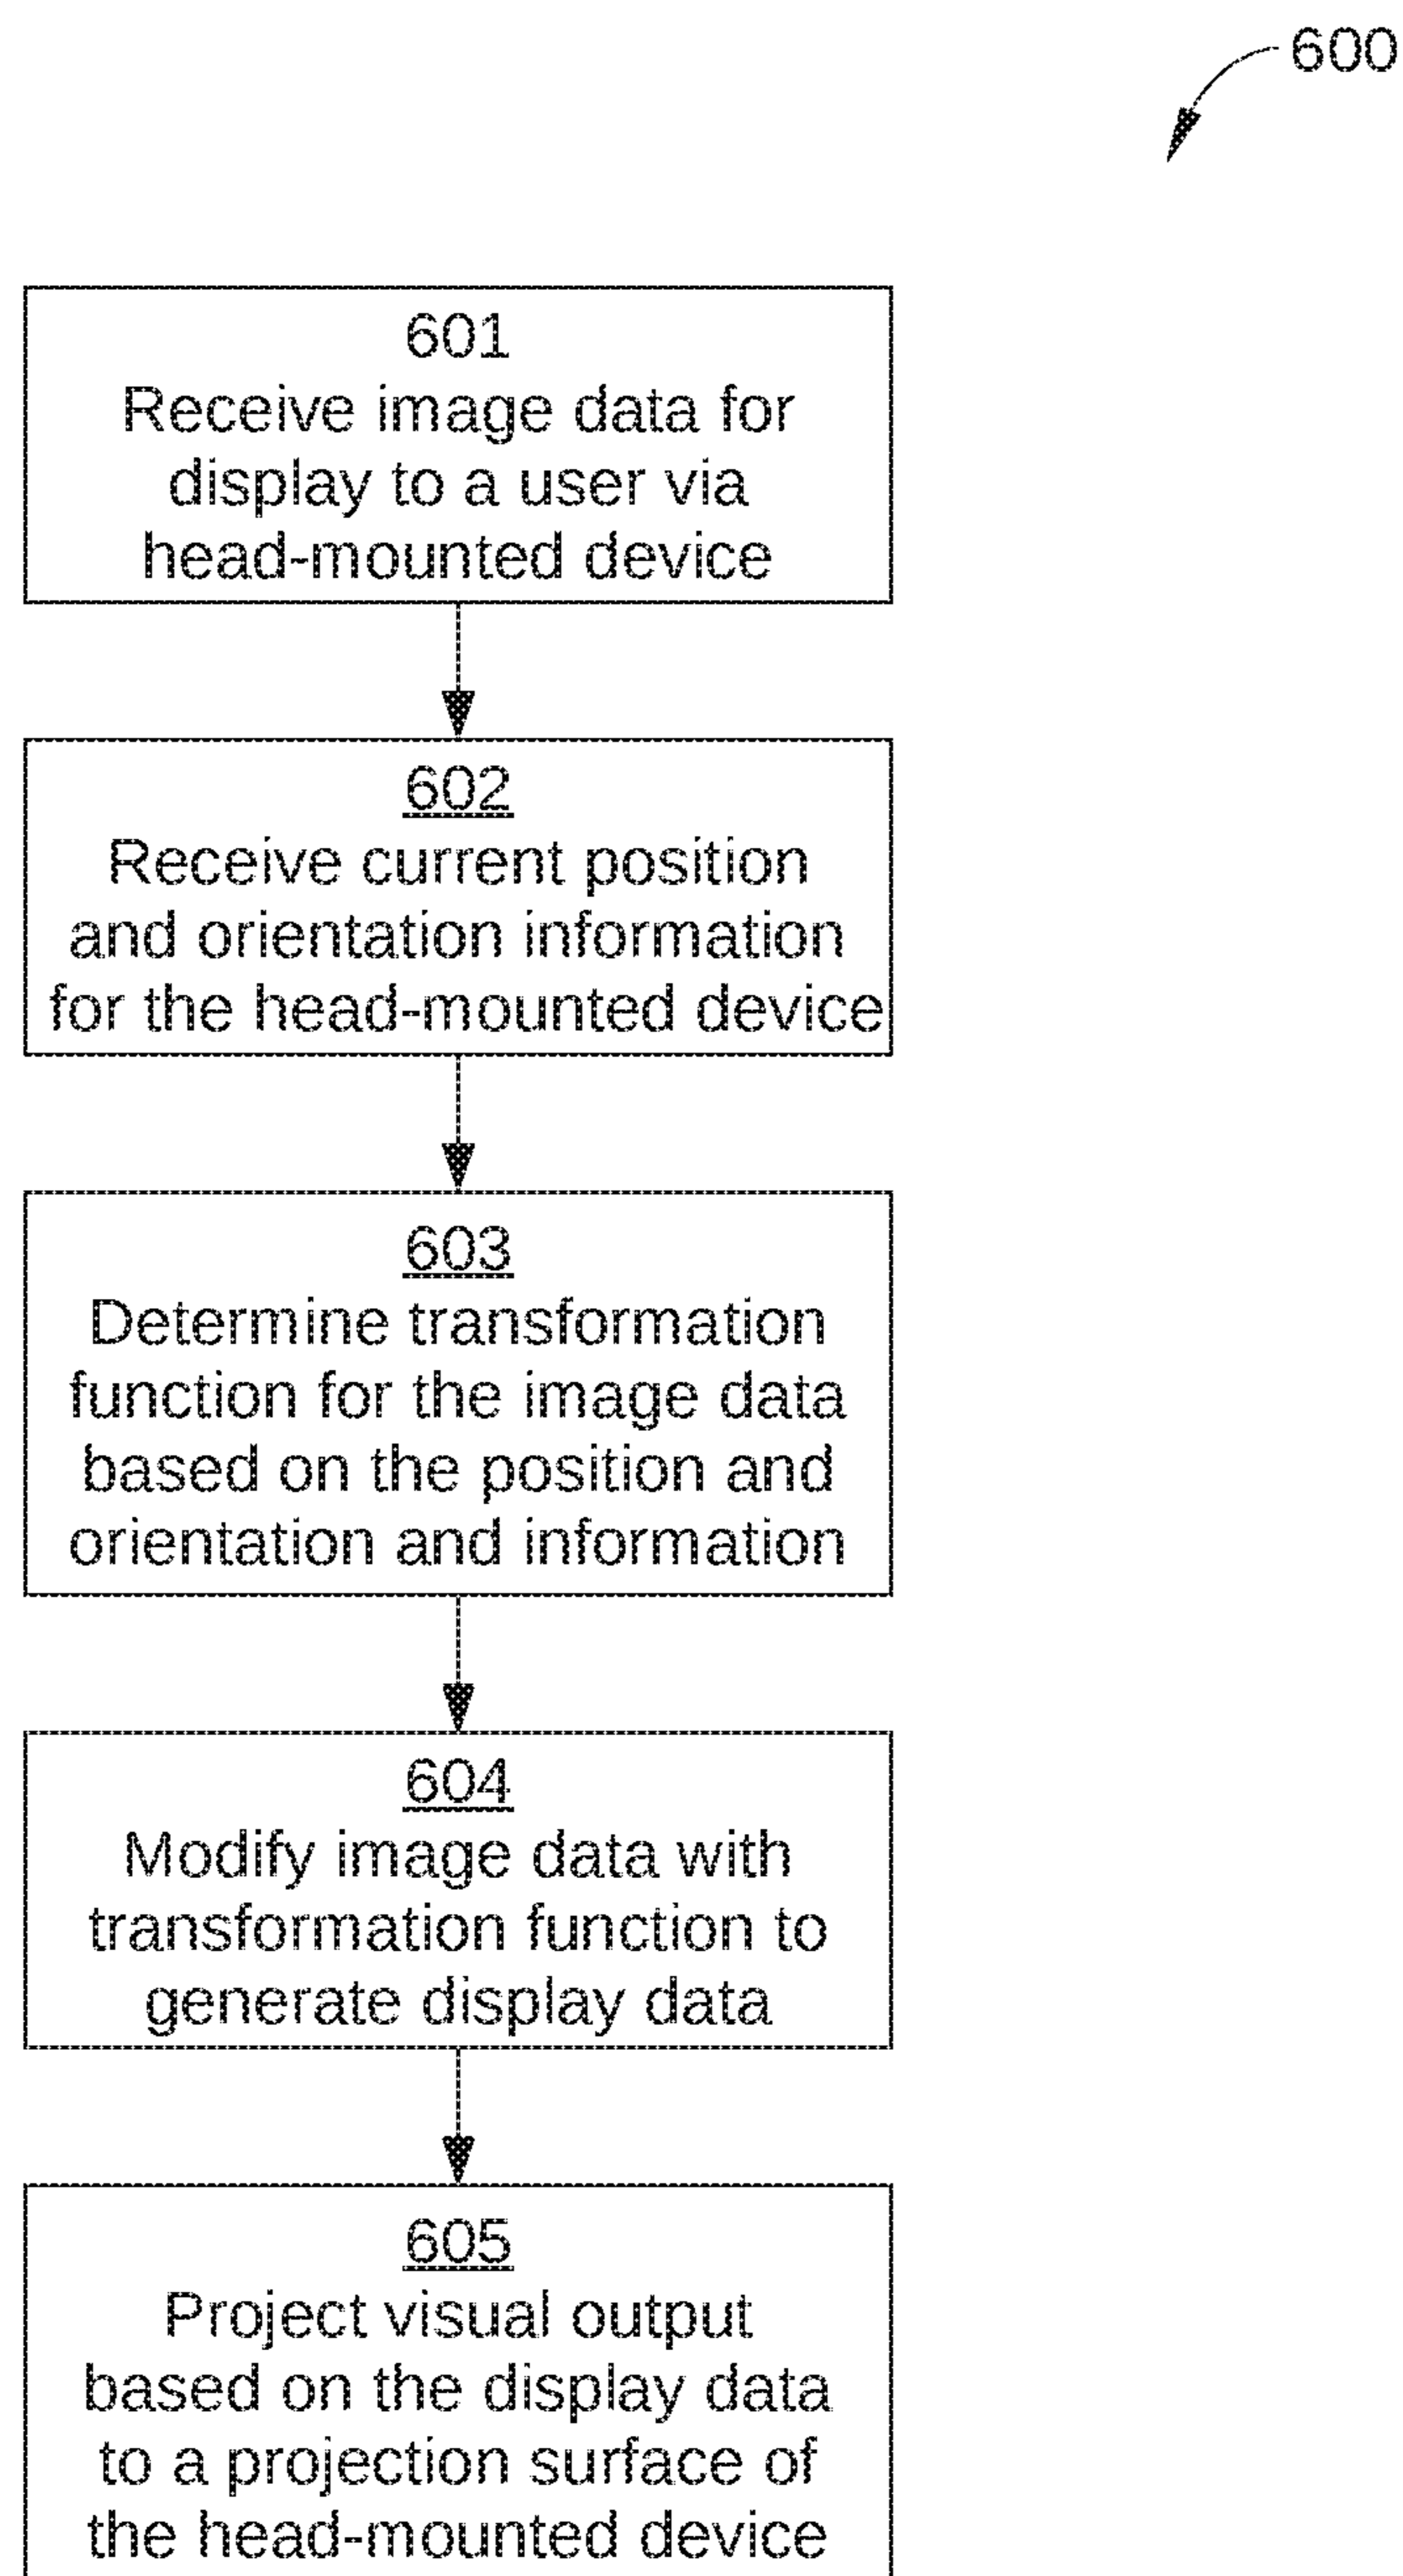 600
601
Receive image data for
display to a user via
head-mounted device
602
Receive current position
and orientation information
for the head-mounted device
603
Determine transformation
function for the image data
based on the position and
orientation and information
604
Modify image data with
transformation function to
generate display data
605
Project visual output
based on the display data
to a projection surface of
the head-mounted device